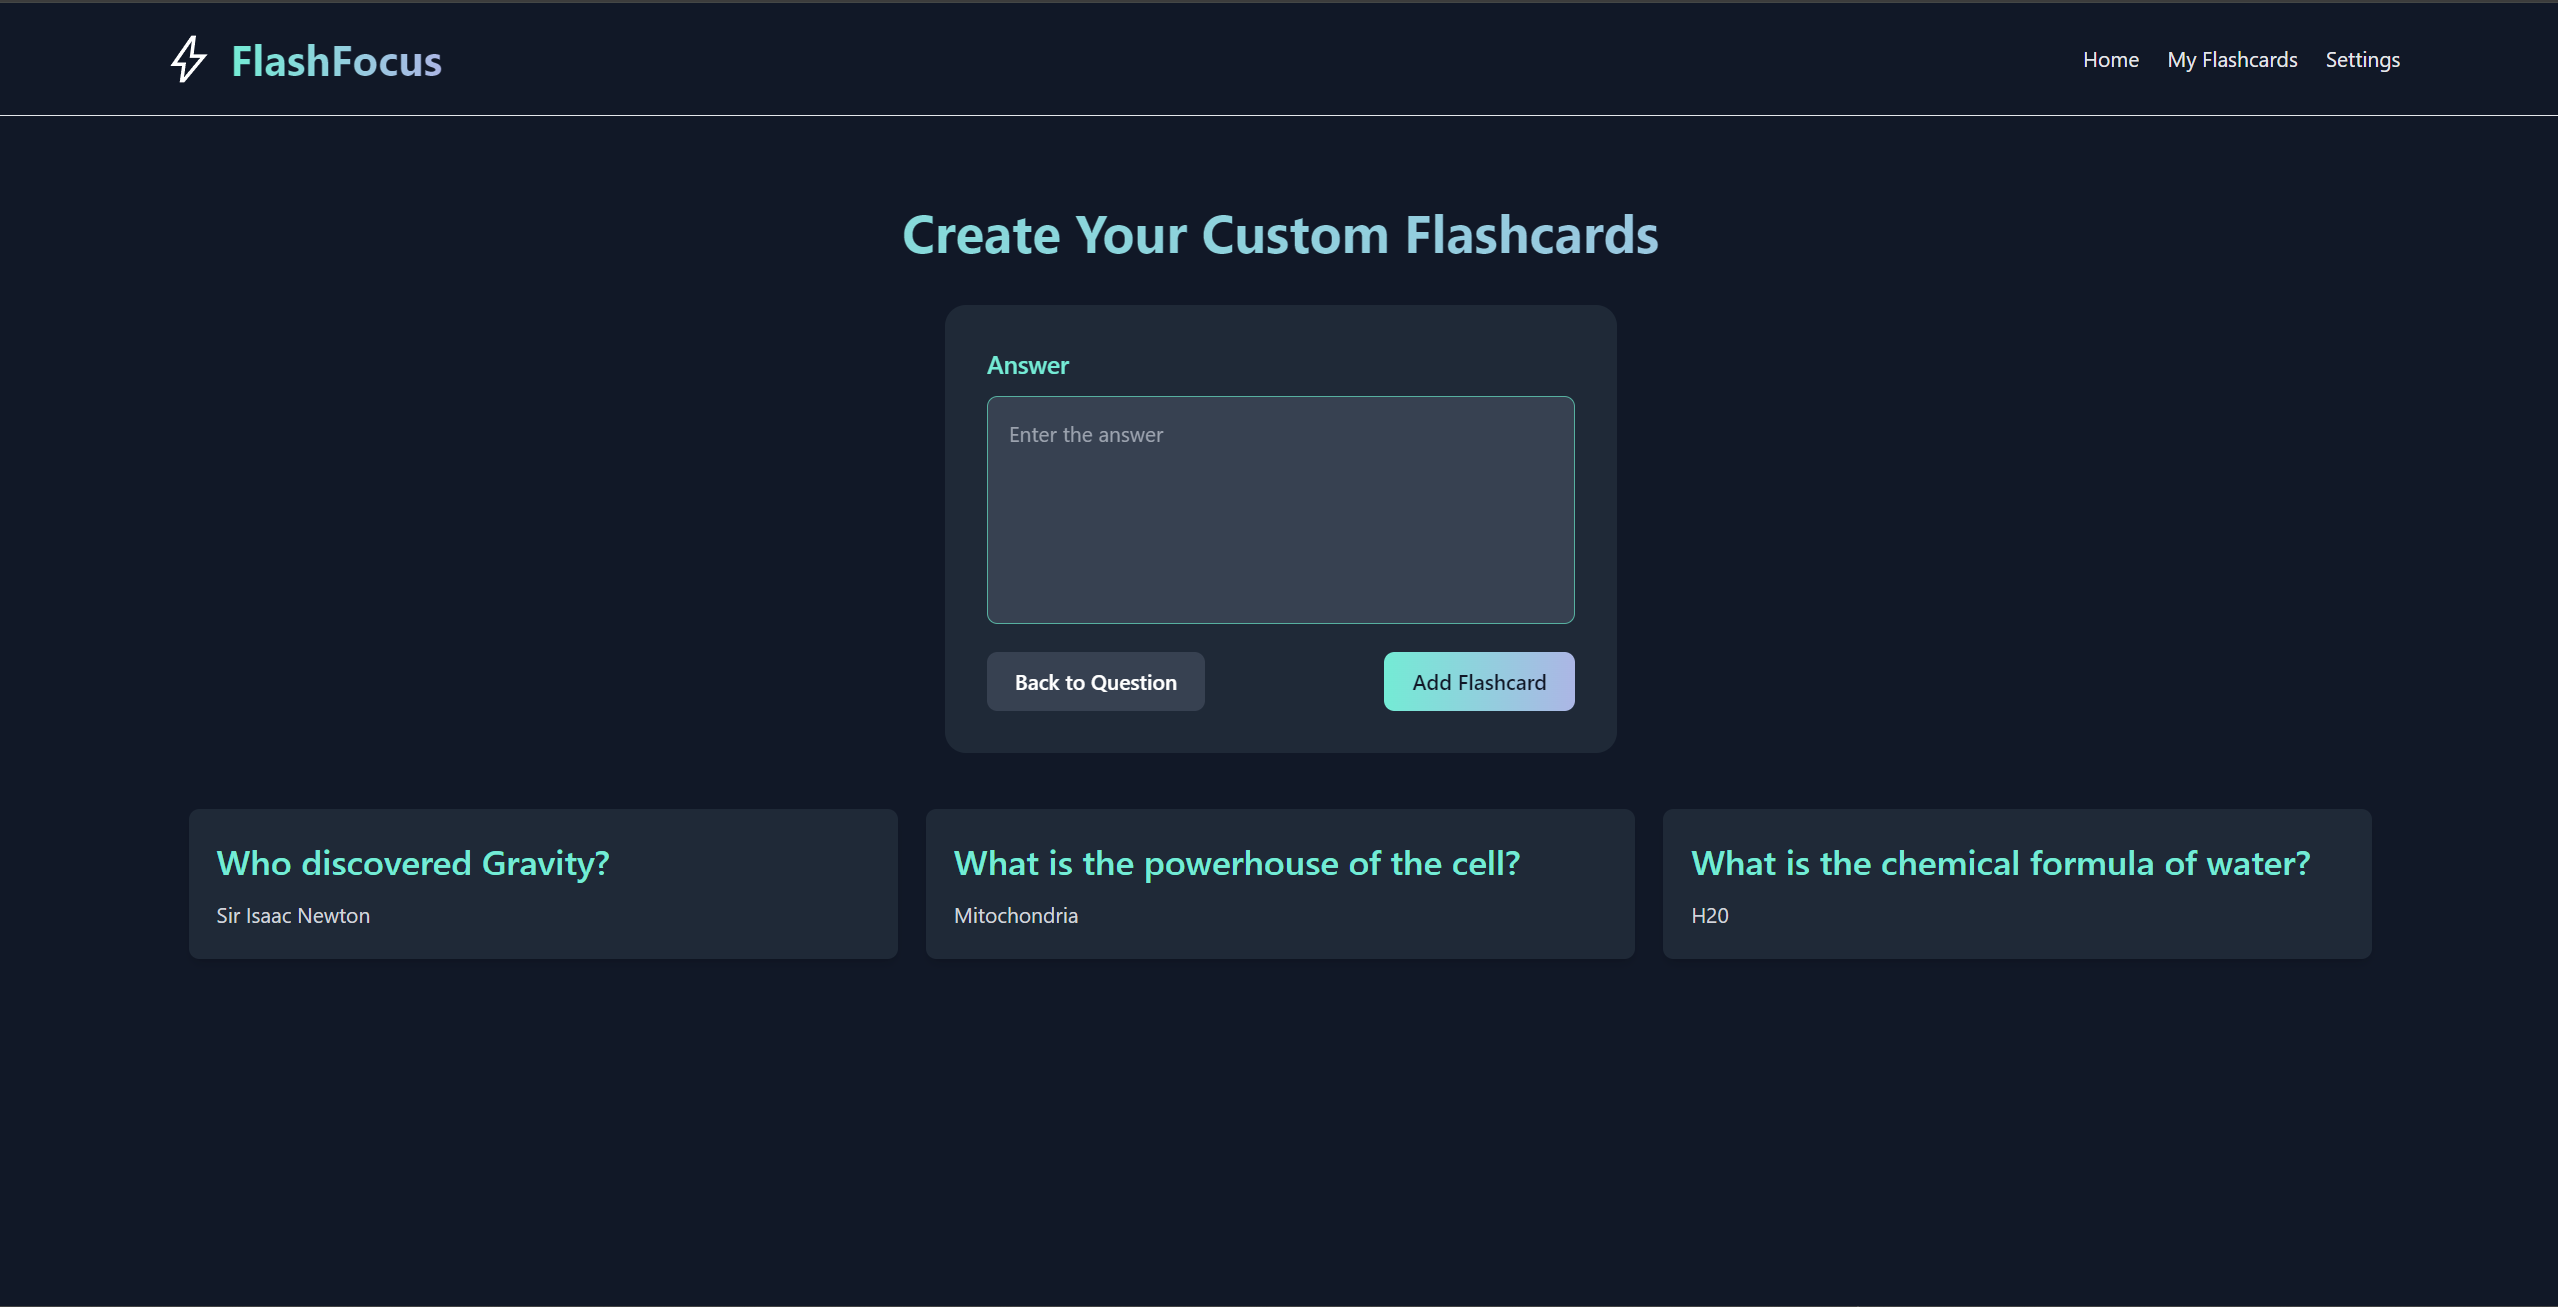 FlashFocus
Home
My Flashcards
Settings
Create Your Custom Flashcards
Answer
Enter the answer
Back to Question
Add Flashcard
Who discovered Gravity?
Sir Isaac Newton
What is the powerhouse of the cell?
Mitochondria
What is the chemical formula of water?
H20